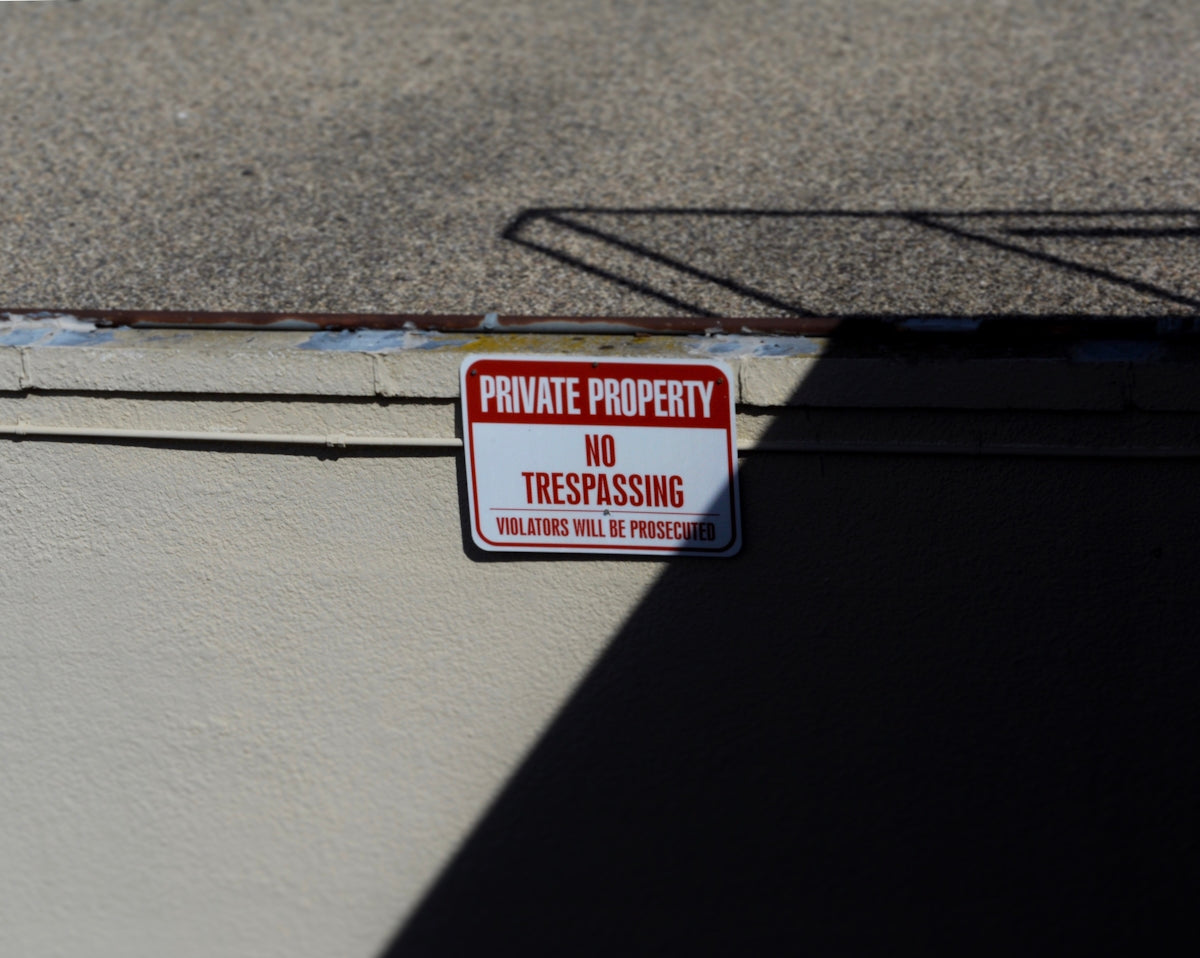 PRIVATE PROPERTY
NO
TRESPASSING
VIOLATORS WILL BE PROSECUTED